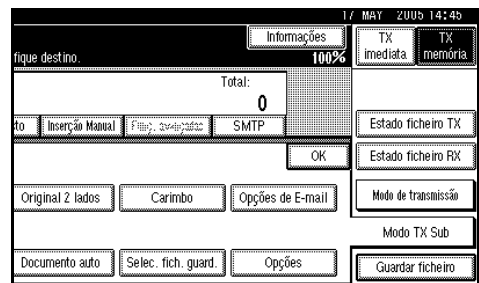 17 MAY 2005 14:45
Informações
TX imediata
TX memória
fique destino.
100%
Total:
0
to
Inserção Manual
Funç. avançadas
SMTP
Estado ficheiro TX
OK
Estado ficheiro RX
Original 2 lados
Carimbo
Opções de E-mail
Modo de transmissão
Modo TX Sub
Documento auto
Selec. fich. guard.
Opções
Guardar ficheiro